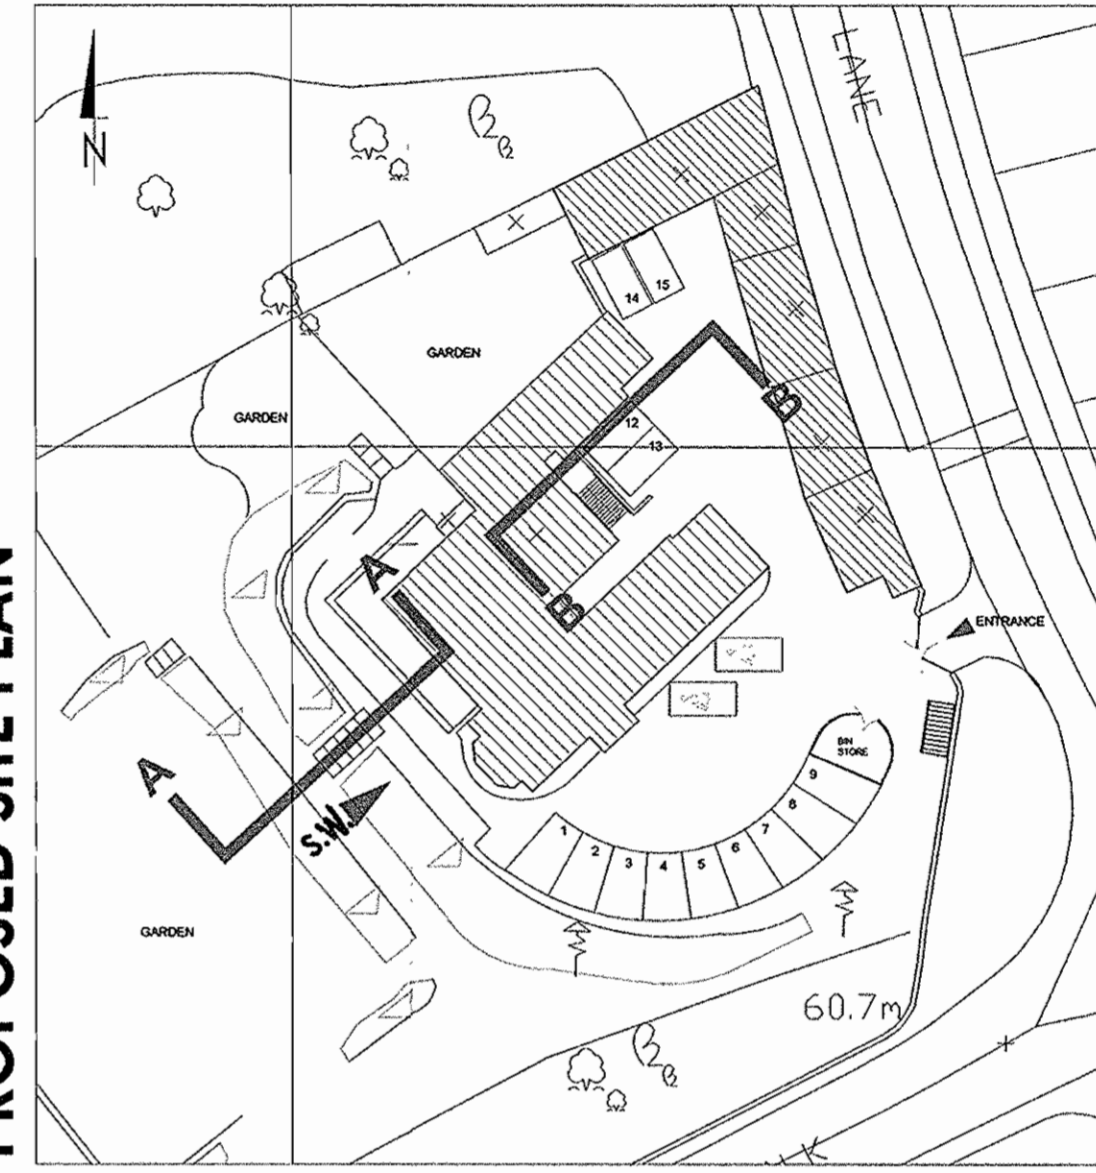 PROPOSED SITE PLAN
LANE
N
14
15
GARDEN
GARDEN
12
13
B
A
B
ENTRANCE
A
S.W.
BIN
STORE
9
8
7
6
5
4
3
2
1
GARDEN
60.7m
K